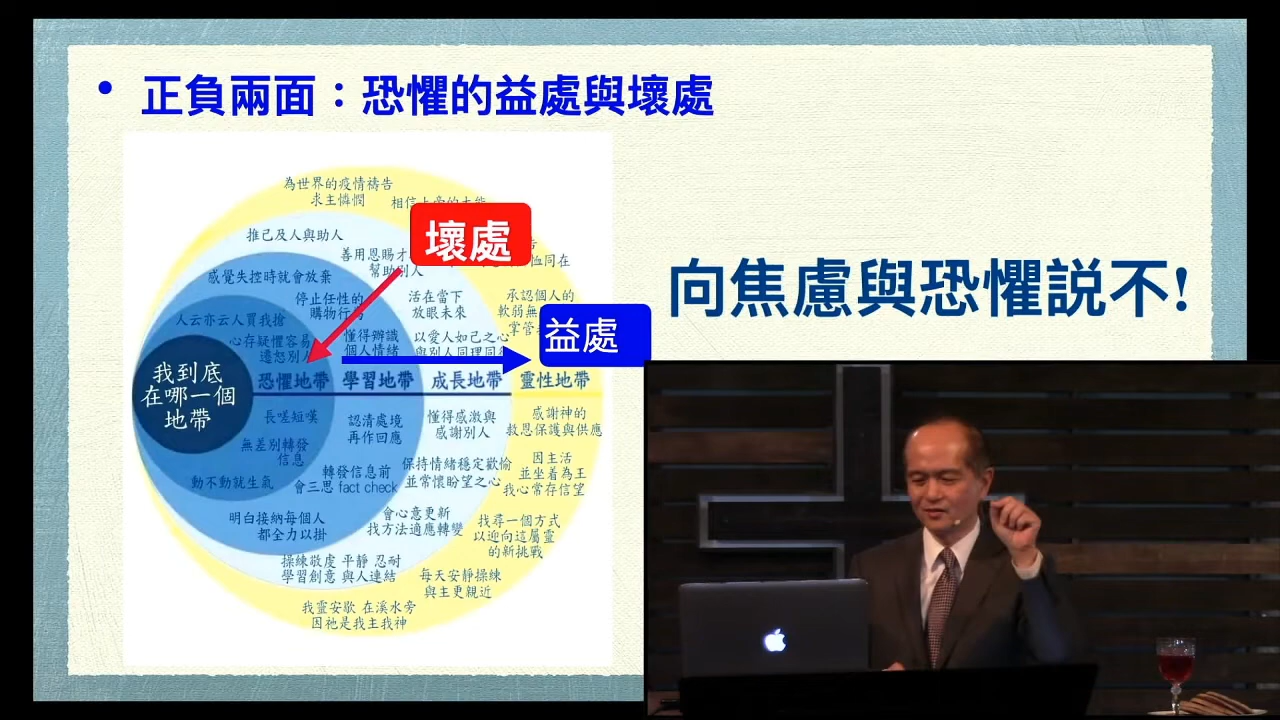 • 正負兩面：恐懼的益處與壞處
為世界的疫情禱告
求主憐憫
推己及人與助人
壞處
感覺失控時就會放棄
停止任性的
活在當下
放眼未來
承認個人的
人云亦云人買我搶
懂得辨識
個人情緒
以愛人如己之心
益處
向焦慮與恐懼説不!
心存疑懼容易
我到底
在哪一個
地帶
恐懼地帶
學習地帶
成長地帶
靈性地帶
長嗟短嘆
無差別轉發
信息
動不動就生氣
認清處境
再作回應
懂得感激與
感謝別人
感謝神的
救恩保護與供應
轉發信息前
會三思 fact check
保持情緒穩定歡愉
並常懷盼望之心
因主活
並坐着為王
我心常存信望
明白接納每個人
都全力以掛
會心意更新
找方法適應轉變
找尋一個方式
以迎向這屬靈
的新挑戰
操練敬虔 平靜 忍耐
學習創意 與人連結
每天安靜操練
與主更親近
我靈安歇 在溪水旁
因祂是我主我神